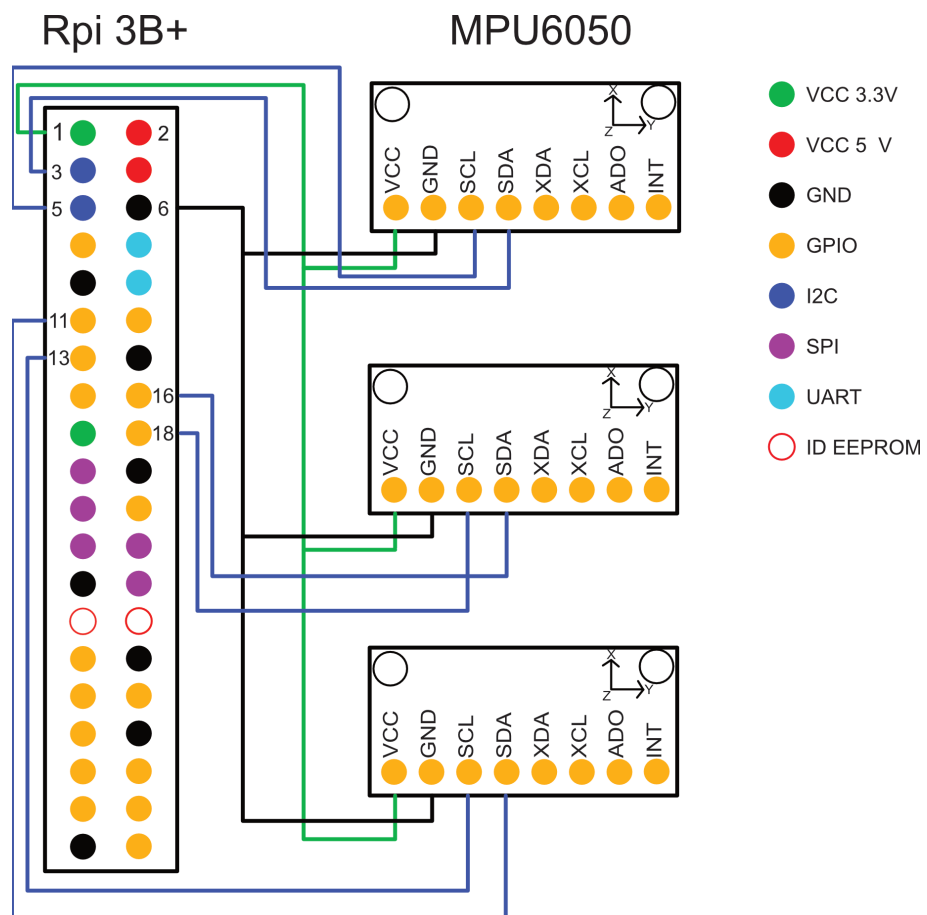 Rpi 3B+
MPU6050
1
2
3
5
6
11
13
16
18
X
Z Y
VCC GND SCL SDA XDA XCL ADO INT
X
Z Y
VCC GND SCL SDA XDA XCL ADO INT
X
Z Y
VCC GND SCL SDA XDA XCL ADO INT
VCC 3.3V
VCC 5 V
GND
GPIO
I2C
SPI
UART
ID EEPROM